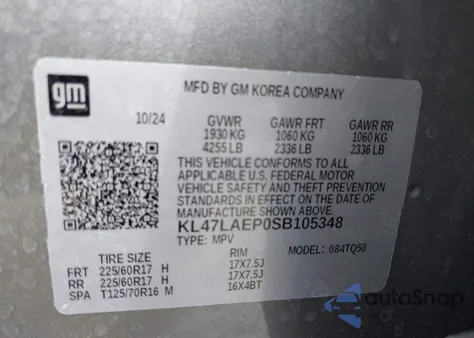 gm
MFD BY GM KOREA COMPANY
10/24 GVWR GAWR FRT GAWR RR
1930 KG 1060 KG 1060 KG
4255 LB 2336 LB 2336 LB
THIS VEHICLE CONFORMS TO ALL
APPLICABLE U.S. FEDERAL MOTOR
VEHICLE SAFETY AND THEFT PREVENTION
STANDARDS IN EFFECT ON THE DATE OF
MANUFACTURE SHOWN ABOVE.
KL47LAEP0SB105348
TYPE: MPV MODEL: 084TQ58
TIRE SIZE RIM
FRT 225/60R17 H 17X7.5J
RR 225/60R17 H 17X7.5J
SPA T125/70R16 M 16X4BT
autoSnap